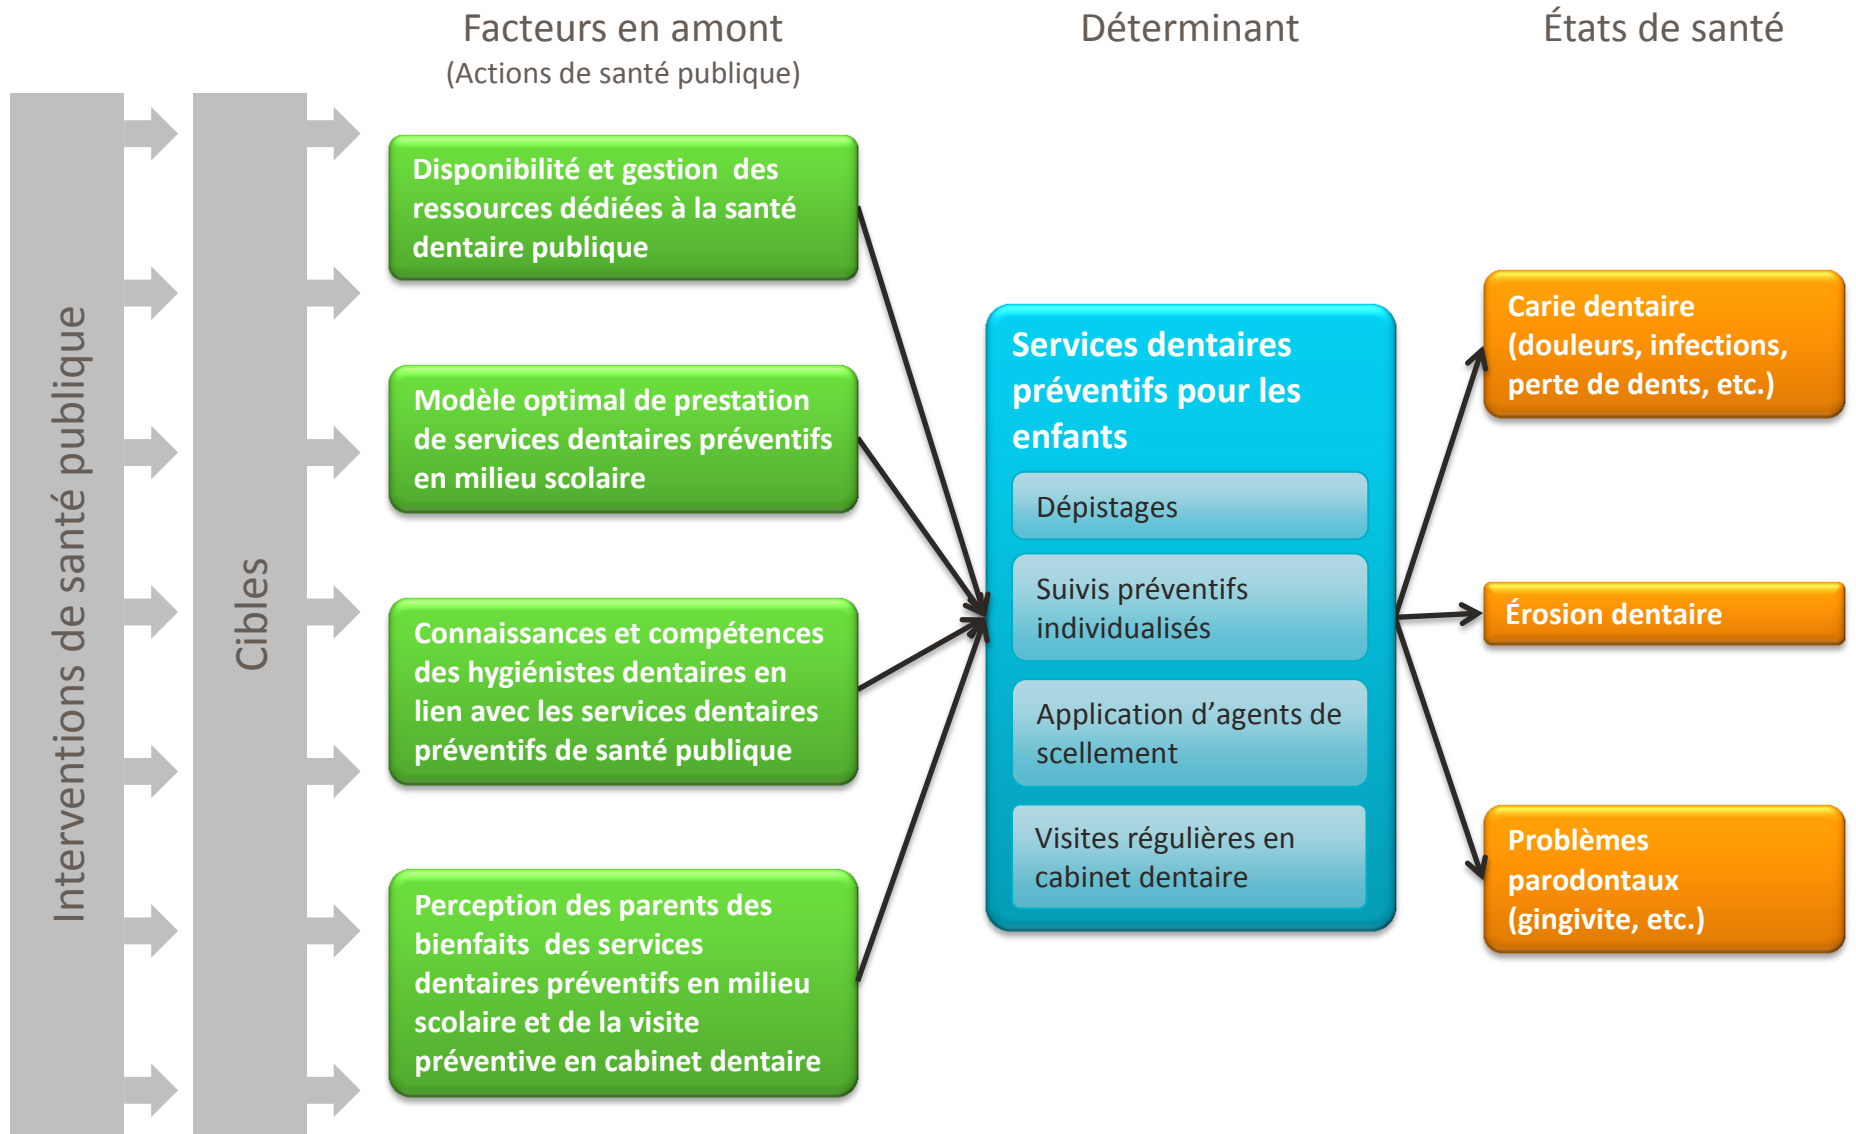 Facteurs en amont
(Actions de santé publique)
Déterminant
États de santé
Interventions de santé publique
Cibles
Disponibilité et gestion des
ressources dédiées à la santé
dentaire publique
Modèle optimal de prestation
de services dentaires préventifs
en milieu scolaire
Connaissances et compétences
des hygiénistes dentaires en
lien avec les services dentaires
préventifs de santé publique
Perception des parents des
bienfaits des services
dentaires préventifs en milieu
scolaire et de la visite
préventive en cabinet dentaire
Services dentaires
préventifs pour les
enfants
Dépistages
Suivis préventifs
individualisés
Application d’agents de
scellement
Visites régulières en
cabinet dentaire
Carie dentaire
(douleurs, infections,
perte de dents, etc.)
Érosion dentaire
Problèmes
parodontaux
(gingivite, etc.)